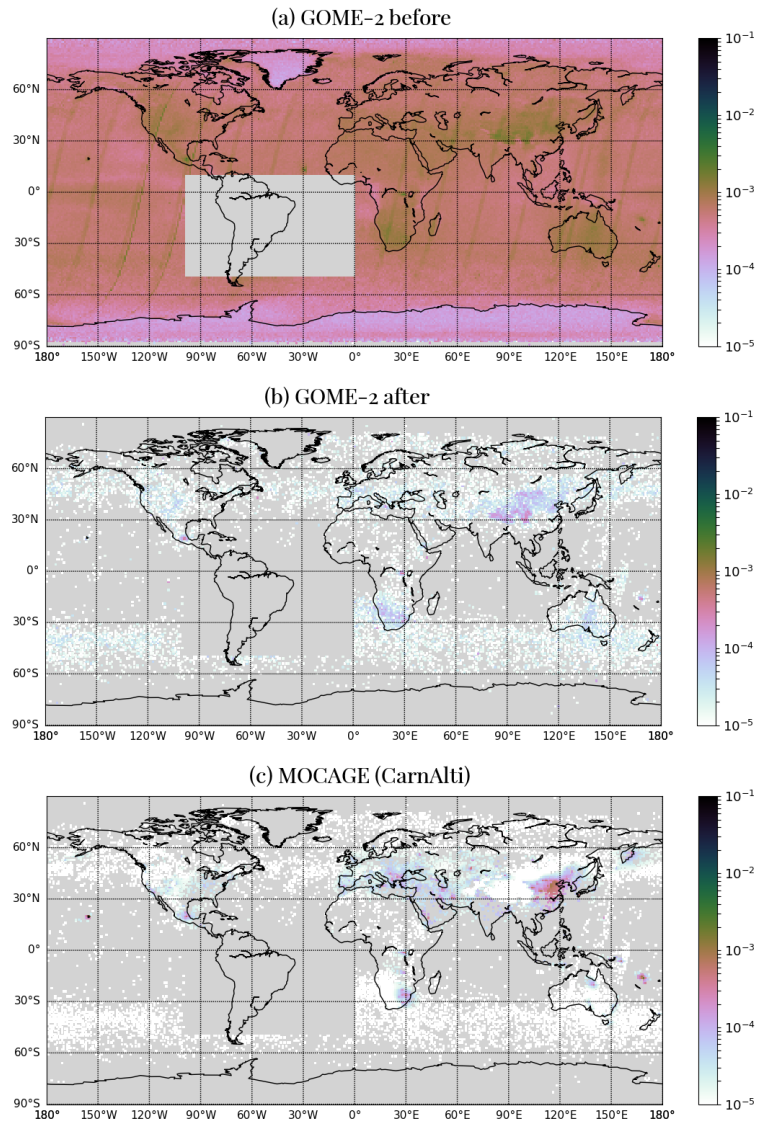 (a) GOME-2 before
60°N
30°N
0°
30°S
60°S
90°S
180° 150°W 120°W 90°W 60°W 30°W 0° 30°E 60°E 90°E 120°E 150°E 180°
10⁻¹
10⁻²
10⁻³
10⁻⁴
10⁻⁵
(b) GOME-2 after
60°N
30°N
0°
30°S
60°S
90°S
180° 150°W 120°W 90°W 60°W 30°W 0° 30°E 60°E 90°E 120°E 150°E 180°
10⁻¹
10⁻²
10⁻³
10⁻⁴
10⁻⁵
(c) MOCAGE (CarnAlti)
60°N
30°N
0°
30°S
60°S
90°S
180° 150°W 120°W 90°W 60°W 30°W 0° 30°E 60°E 90°E 120°E 150°E 180°
10⁻¹
10⁻²
10⁻³
10⁻⁴
10⁻⁵